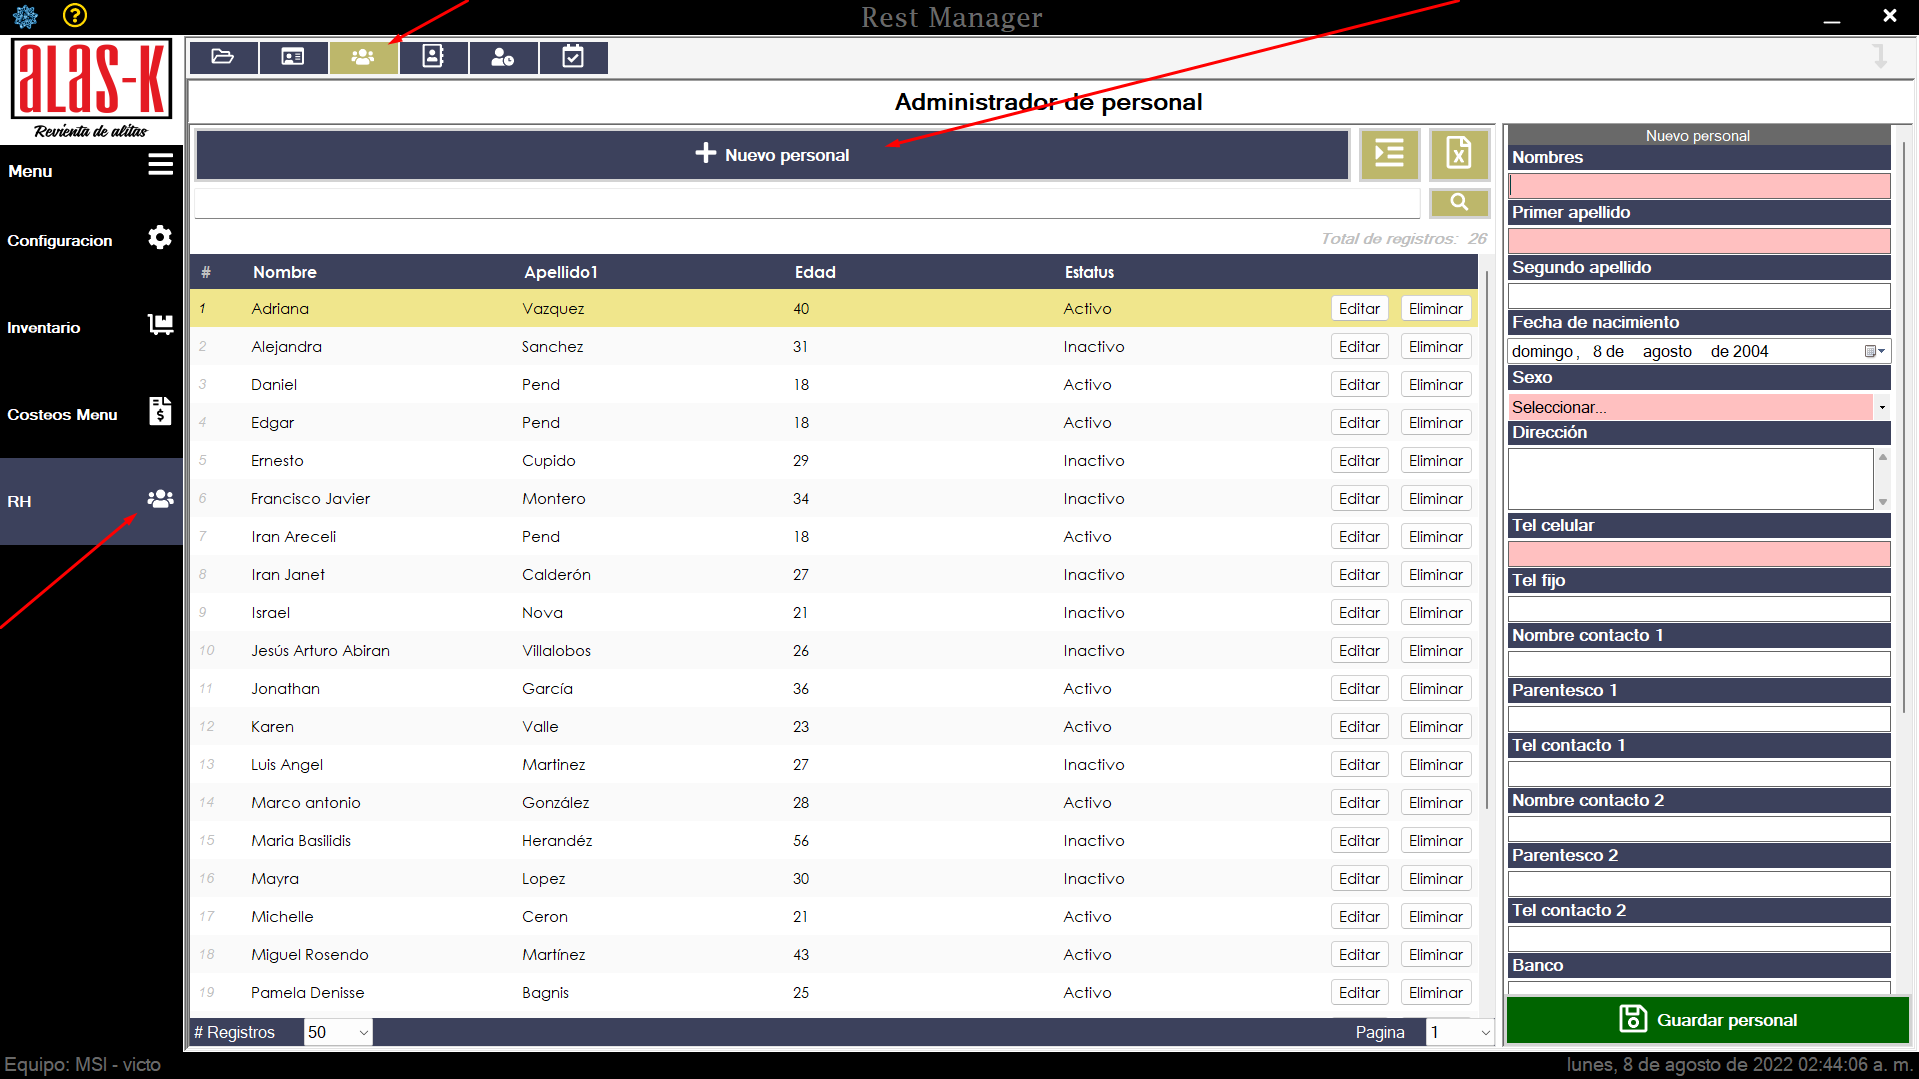 Rest Manager
ALAS-K
Revienta de alitas
Menu
Configuracion
Inventario
Costeos Menu
RH
Administrador de personal
Nuevo personal
Total de registros: 26
# Nombre Apellido1 Edad Estatus
1 Adriana Vazquez 40 Activo Editar Eliminar
2 Alejandra Sanchez 31 Inactivo Editar Eliminar
3 Daniel Pend 18 Activo Editar Eliminar
4 Edgar Pend 18 Activo Editar Eliminar
5 Ernesto Cupido 29 Inactivo Editar Eliminar
6 Francisco Javier Montero 34 Inactivo Editar Eliminar
7 Iran Areceli Pend 18 Activo Editar Eliminar
8 Iran Janet Calderón 27 Inactivo Editar Eliminar
9 Israel Nova 21 Inactivo Editar Eliminar
10 Jesús Arturo Abiran Villalobos 26 Inactivo Editar Eliminar
11 Jonathan García 36 Activo Editar Eliminar
12 Karen Valle 23 Activo Editar Eliminar
13 Luis Angel Martinez 27 Inactivo Editar Eliminar
14 Marco antonio González 28 Activo Editar Eliminar
15 Maria Basilidis Herandéz 56 Inactivo Editar Eliminar
16 Mayra Lopez 30 Inactivo Editar Eliminar
17 Michelle Ceron 21 Activo Editar Eliminar
18 Miguel Rosendo Martínez 43 Activo Editar Eliminar
19 Pamela Denisse Bagnis 25 Activo Editar Eliminar
# Registros 50 Pagina 1
Nuevo personal
Nombres
Primer apellido
Segundo apellido
Fecha de nacimiento
domingo, 8 de agosto de 2004
Sexo
Seleccionar...
Dirección
Tel celular
Tel fijo
Nombre contacto 1
Parentesco 1
Tel contacto 1
Nombre contacto 2
Parentesco 2
Tel contacto 2
Banco
Guardar personal
Equipo: MSI - victo
lunes, 8 de agosto de 2022 02:44:06 a. m.